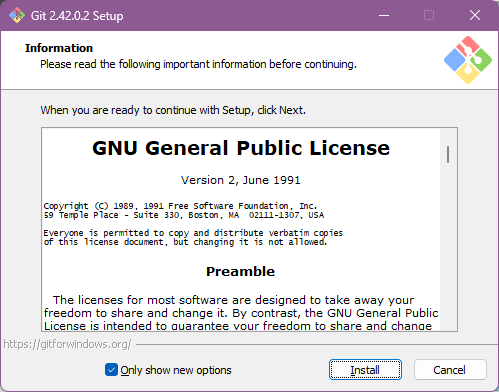 Git 2.42.0.2 Setup
Information
Please read the following important information before continuing.
When you are ready to continue with Setup, click Next.
GNU General Public License
Version 2, June 1991
Copyright (C) 1989, 1991 Free Software Foundation, Inc.
59 Temple Place - Suite 330, Boston, MA  02111-1307, USA
Everyone is permitted to copy and distribute verbatim copies
of this license document, but changing it is not allowed.
Preamble
The licenses for most software are designed to take away your
freedom to share and change it. By contrast, the GNU General Public
License is intended to guarantee your freedom to share and change
https://gitforwindows.org/
Only show new options
Install
Cancel